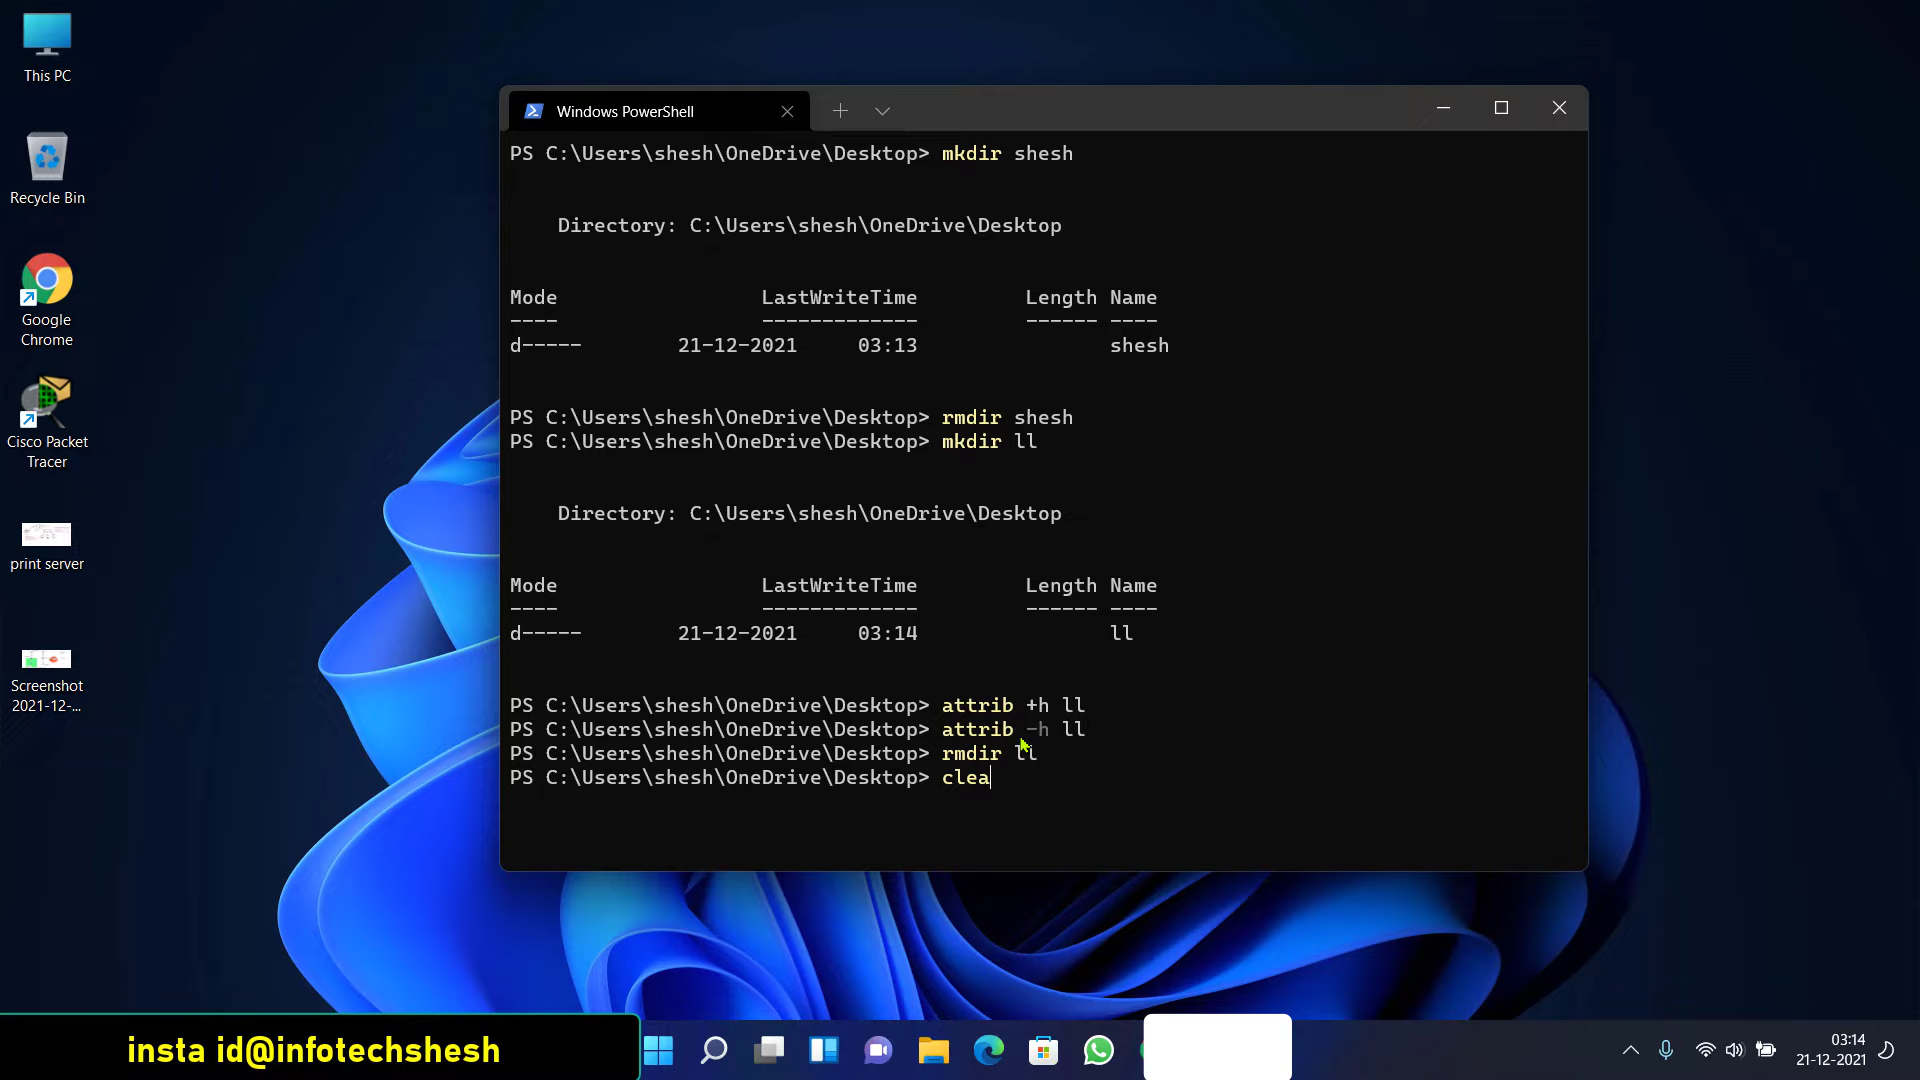 This PC
Recycle Bin
Google
Chrome
Cisco Packet
Tracer
print server
Screenshot
2021-12-...
Windows PowerShell
PS C:\Users\shesh\OneDrive\Desktop> mkdir shesh
Directory: C:\Users\shesh\OneDrive\Desktop
Mode LastWriteTime Length Name
---- ------------- ------ ----
d----- 21-12-2021 03:13 shesh
PS C:\Users\shesh\OneDrive\Desktop> rmdir shesh
PS C:\Users\shesh\OneDrive\Desktop> mkdir ll
Directory: C:\Users\shesh\OneDrive\Desktop
Mode LastWriteTime Length Name
---- ------------- ------ ----
d----- 21-12-2021 03:14 ll
PS C:\Users\shesh\OneDrive\Desktop> attrib +h ll
PS C:\Users\shesh\OneDrive\Desktop> attrib -h ll
PS C:\Users\shesh\OneDrive\Desktop> rmdir ll
PS C:\Users\shesh\OneDrive\Desktop> clea
insta id@infotechshesh
03:14
21-12-2021